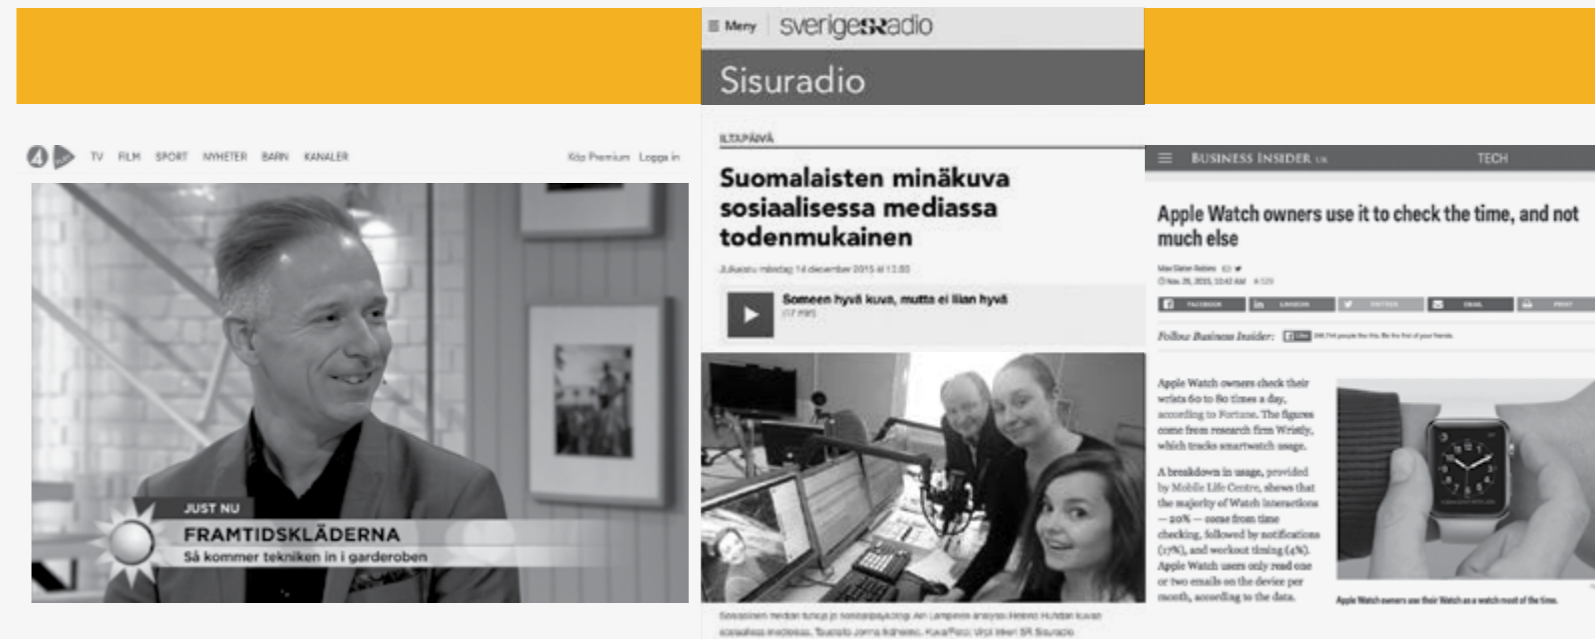 4 PLAY TV FILM SPORT NYHETER BARN KANALER Köp Premium Logga in
JUST NU
FRAMTIDSKLÄDERNA
Så kommer tekniken in i garderoben
Meny sverigesradio
Sisuradio
ILTAPÄIVÄ
Suomalaisten minäkuva
sosiaalisessa mediassa
todenmukainen
måndag 14 december 2015 kl 13.00
Someen hyvä kuva, mutta ei liian hyvä
(17 min)
BUSINESS INSIDER UK TECH
Apple Watch owners use it to check the time, and not
much else
FACEBOOK LINKEDIN TWITTER EMAIL PRINT
Follow Business Insider:
Apple Watch owners check their
wrists 60 to 80 times a day,
according to Fortune. The figures
come from research firm Wristly,
which tracks smartwatch usage.
A breakdown in usage, provided
by Mobile Life Centre, shows that
the majority of Watch interactions
— 20% — come from time
checking, followed by notifications
(17%), and workout timing (4%).
Apple Watch users only read one
or two emails on the device per
month, according to the data.
Apple Watch owners use their Watch as a watch most of the time.